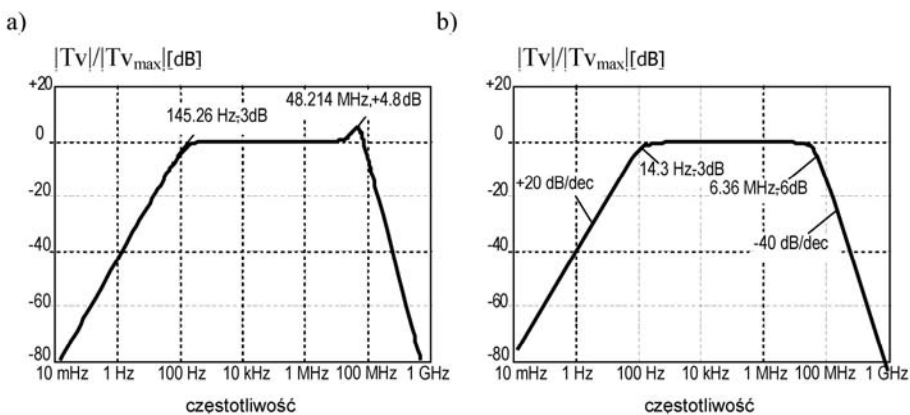 a)
|Tv|/|Tvmax|[dB]
+20
0
-20
-40
-60
-80
145.26 Hz,-3dB
48.214 MHz,+4.8dB
10 mHz 1 Hz 100 Hz 10 kHz 1 MHz 100 MHz 1 GHz
częstotliwość
b)
|Tv|/|Tvmax|[dB]
+20
0
-20
-40
-60
-80
14.3 Hz,-3dB
6.36 MHz,-6dB
+20 dB/dec
-40 dB/dec
10 mHz 1 Hz 100 Hz 10 kHz 1 MHz 100 MHz 1 GHz
częstotliwość